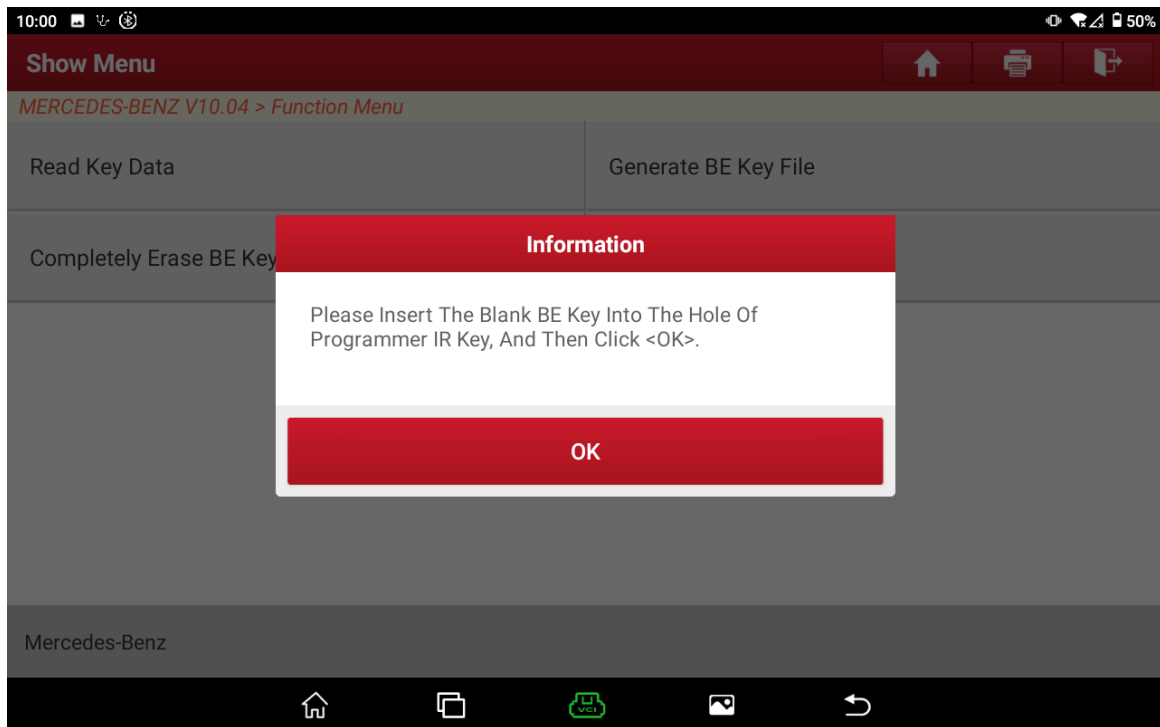 10:00
50%
Show Menu
MERCEDES-BENZ V10.04 > Function Menu
Read Key Data
Generate BE Key File
Completely Erase BE Key
Information
Please Insert The Blank BE Key Into The Hole Of
Programmer IR Key, And Then Click <OK>.
OK
Mercedes-Benz
VCI